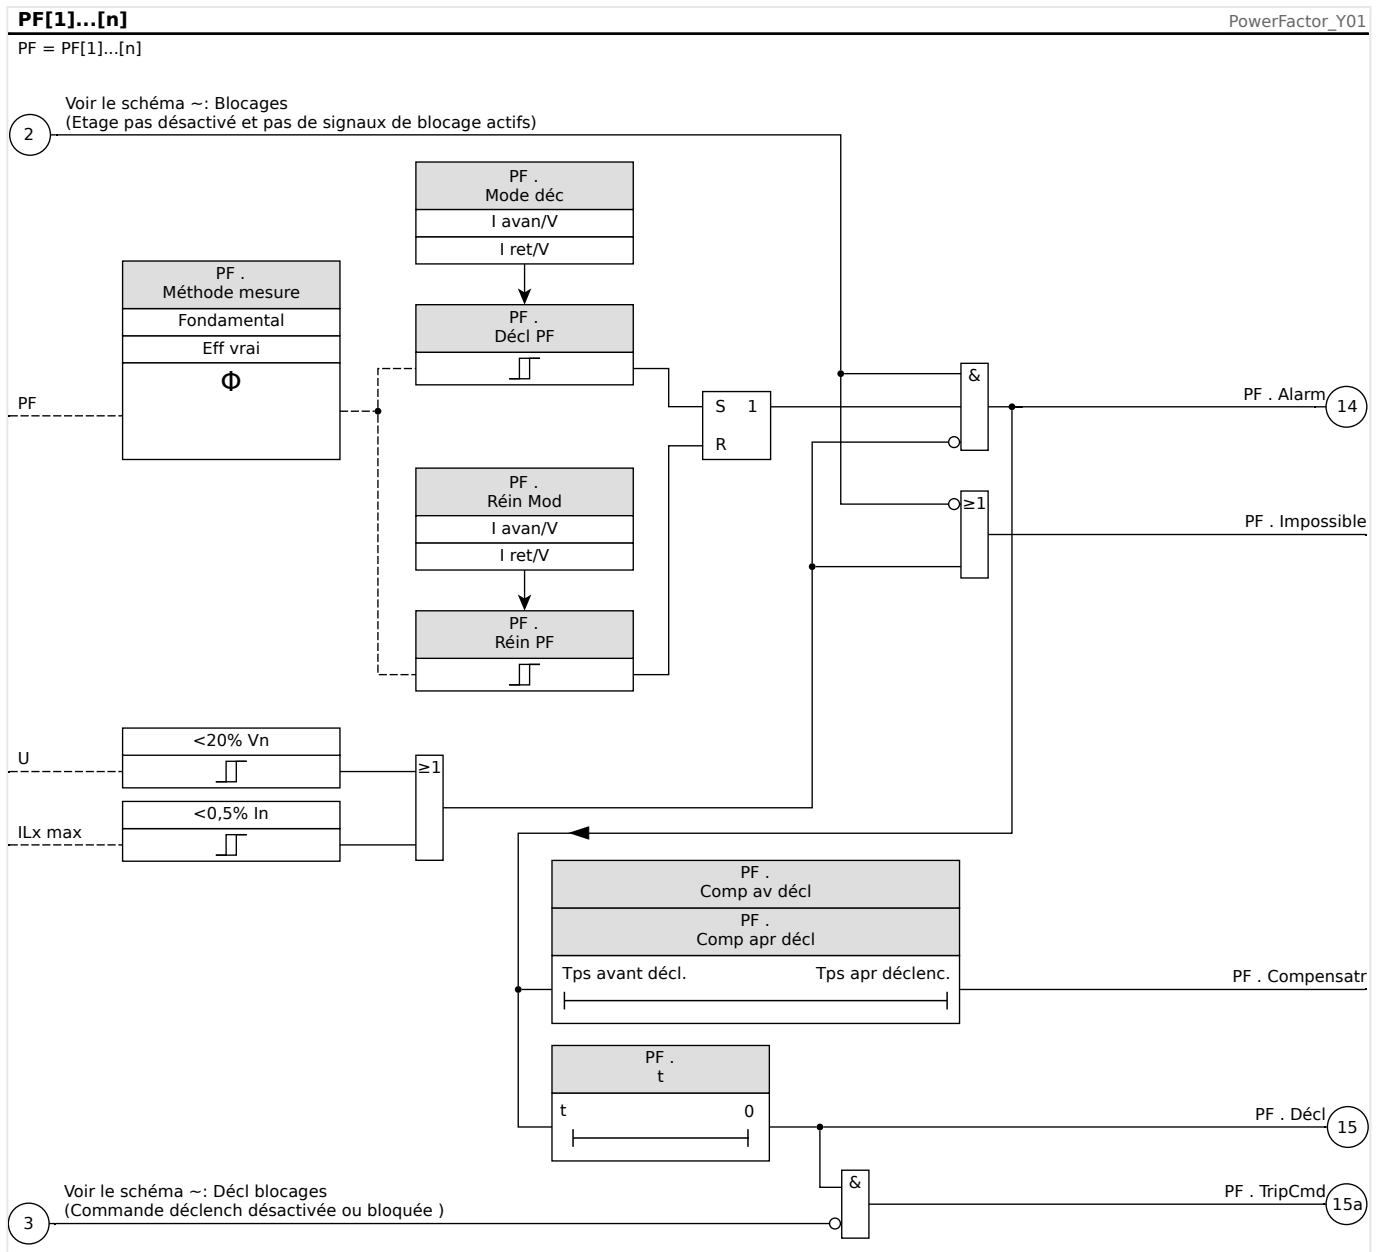 PF[1]...[n]
PowerFactor_Y01
PF = PF[1]...[n]
Voir le schéma ~: Blocages
(Etage pas désactivé et pas de signaux de blocage actifs)
2
PF .
Mode déc
I avan/V
I ret/V
PF .
Méthode mesure
Fondamental
Eff vrai
Φ
PF
PF .
Décl PF
S 1
R
&
PF . Alarm
14
PF .
Réin Mod
I avan/V
I ret/V
≥1
PF . Impossible
PF .
Réin PF
U
<20% Vn
≥1
ILx max
<0,5% In
PF .
Comp av décl
PF .
Comp apr décl
Tps avant décl. Tps apr déclenc.
PF . Compensatr
PF .
t
t 0
PF . Décl
15
Voir le schéma ~: Décl blocages
(Commande déclench désactivée ou bloquée )
3
&
PF . TripCmd
15a